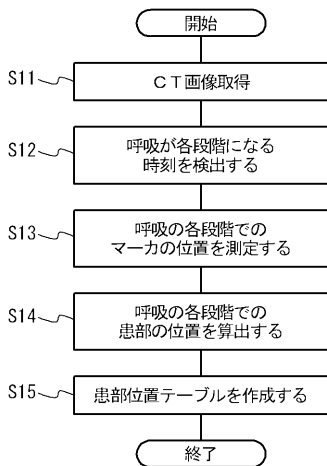 開始
S11
CT画像取得
S12
呼吸が各段階になる
時刻を検出する
S13
呼吸の各段階での
マーカの位置を測定する
S14
呼吸の各段階での
患部の位置を算出する
S15
患部位置テーブルを作成する
終了